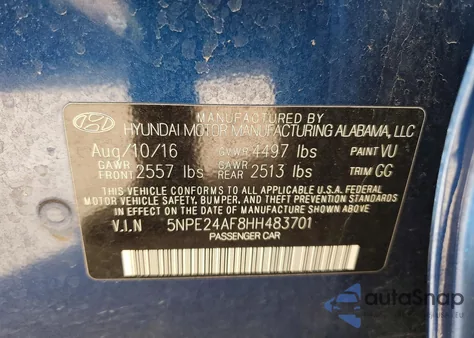 MANUFACTURED BY
HYUNDAI MOTOR MANUFACTURING ALABAMA, LLC
Aug/10/16 GVWR 4497 lbs PAINT VU
GAWR FRONT 2557 lbs GAWR 2513 lbs TRIM GG
THIS VEHICLE CONFORMS TO ALL APPLICABLE U.S.A. FEDERAL
MOTOR VEHICLE SAFETY, BUMPER, AND THEFT PREVENTION
STANDARDS IN EFFECT ON THE DATE OF MANUFACTURE SHOWN ABOVE.
V.I.N 5NPE24AF8HH483701
PASSENGER CAR
autoSnap